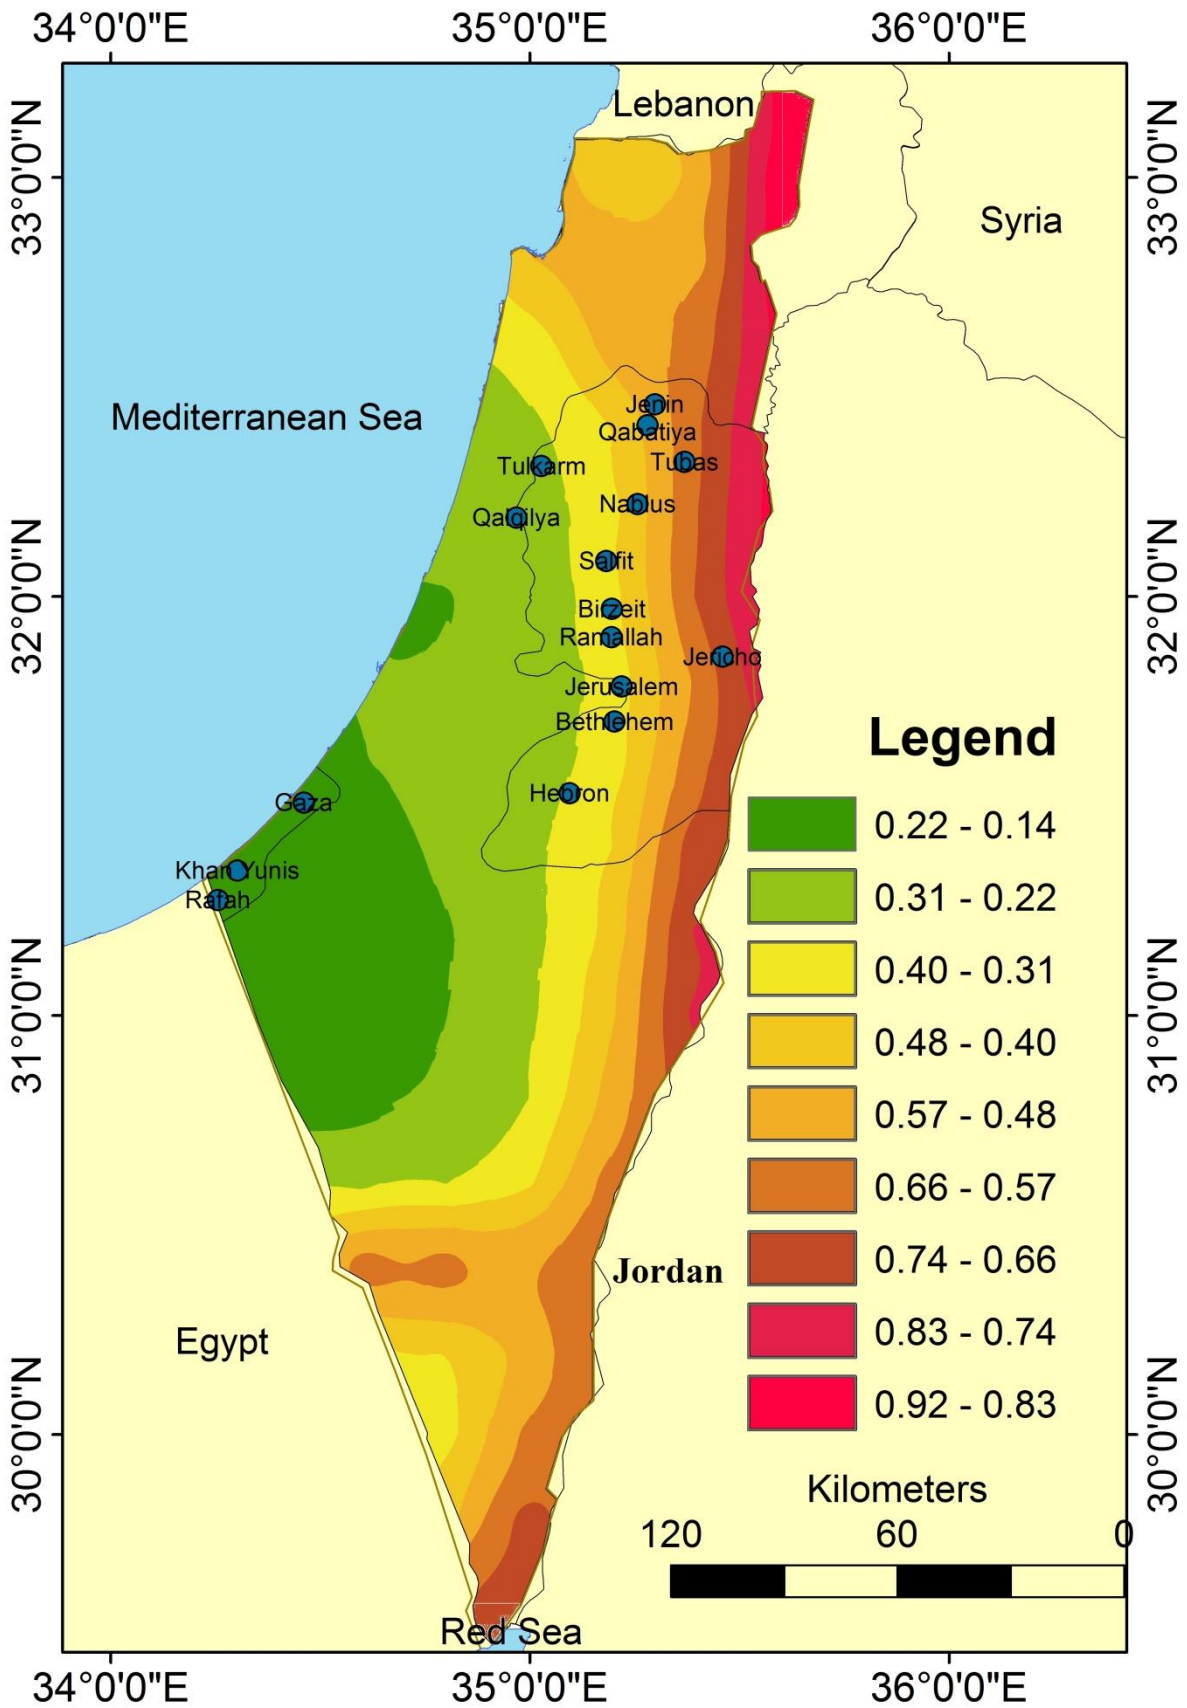 34°0'0"E 35°0'0"E 36°0'0"E
Lebanon
33°0'0"N 33°0'0"N
Syria
Mediterranean Sea
Jenin
Qabatiya
Tulkarm Tubas
Nablus
Qalqilya
Salfit
32°0'0"N 32°0'0"N
Birzeit
Ramallah
Jericho
Jerusalem
Bethlehem
Legend
Hebron
Gaza
0.22 - 0.14
Khan Yunis
Rafah
0.31 - 0.22
0.40 - 0.31
31°0'0"N 31°0'0"N
0.48 - 0.40
0.57 - 0.48
0.66 - 0.57
0.74 - 0.66
Jordan
Egypt
0.83 - 0.74
0.92 - 0.83
30°0'0"N 30°0'0"N
Kilometers
120 60 0
Red Sea
34°0'0"E 35°0'0"E 36°0'0"E